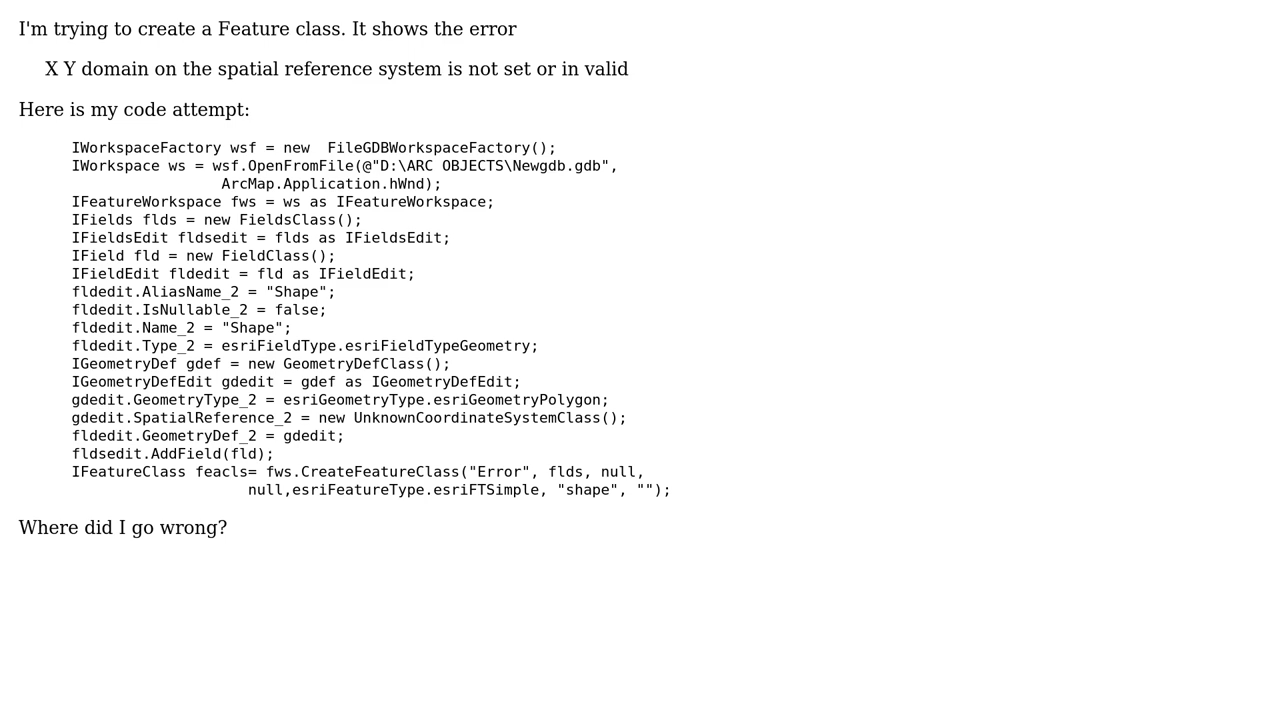 I'm trying to create a Feature class. It shows the error
X Y domain on the spatial reference system is not set or in valid
Here is my code attempt:
IWorkspaceFactory wsf = new  FileGDBWorkspaceFactory();
IWorkspace ws = wsf.OpenFromFile(@"D:\ARC OBJECTS\Newgdb.gdb",
ArcMap.Application.hWnd);
IFeatureWorkspace fws = ws as IFeatureWorkspace;
IFields flds = new FieldsClass();
IFieldsEdit fldsedit = flds as IFieldsEdit;
IField fld = new FieldClass();
IFieldEdit fldedit = fld as IFieldEdit;
fldedit.AliasName_2 = "Shape";
fldedit.IsNullable_2 = false;
fldedit.Name_2 = "Shape";
fldedit.Type_2 = esriFieldType.esriFieldTypeGeometry;
IGeometryDef gdef = new GeometryDefClass();
IGeometryDefEdit gdedit = gdef as IGeometryDefEdit;
gdedit.GeometryType_2 = esriGeometryType.esriGeometryPolygon;
gdedit.SpatialReference_2 = new UnknownCoordinateSystemClass();
fldedit.GeometryDef_2 = gdedit;
fldsedit.AddField(fld);
IFeatureClass feacls= fws.CreateFeatureClass("Error", flds, null,
null,esriFeatureType.esriFTSimple, "shape", "");
Where did I go wrong?